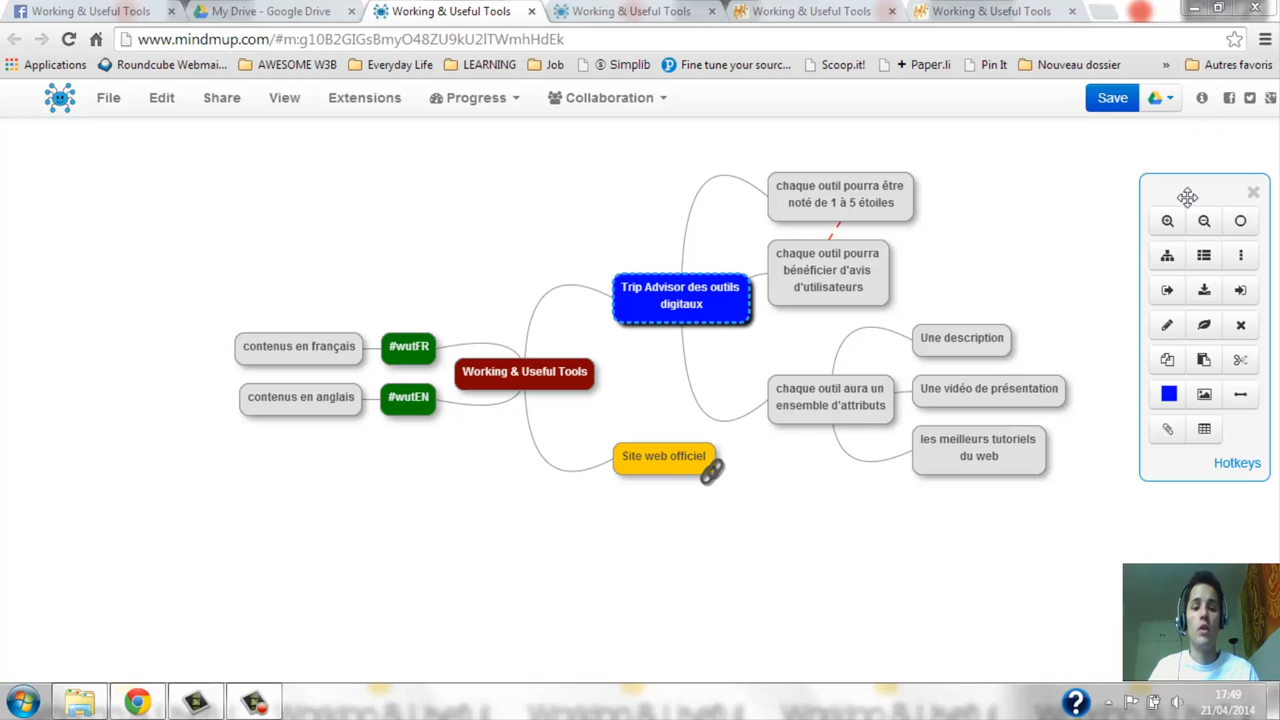 Working & Useful Tools
My Drive - Google Drive
Working & Useful Tools
Working & Useful Tools
Working & Useful Tools
Working & Useful Tools
www.mindmup.com/#m:g10B2GIGsBmyO48ZU9kU2lTWmhHdEk
Applications
Roundcube Webmai...
AWESOME W3B
Everyday Life
LEARNING
Job
Simplib
Fine tune your sourc...
Scoop.it!
Paper.li
Pin It
Nouveau dossier
»
Autres favoris
File
Edit
Share
View
Extensions
Progress
Collaboration
Save
chaque outil pourra être
noté de 1 à 5 étoiles
chaque outil pourra
bénéficier d'avis
d'utilisateurs
Trip Advisor des outils
digitaux
Une description
contenus en français
#wutFR
Working & Useful Tools
chaque outil aura un
ensemble d'attributs
Une vidéo de présentation
contenus en anglais
#wutEN
les meilleurs tutoriels
du web
Site web officiel
Hotkeys
17:49
21/04/2014